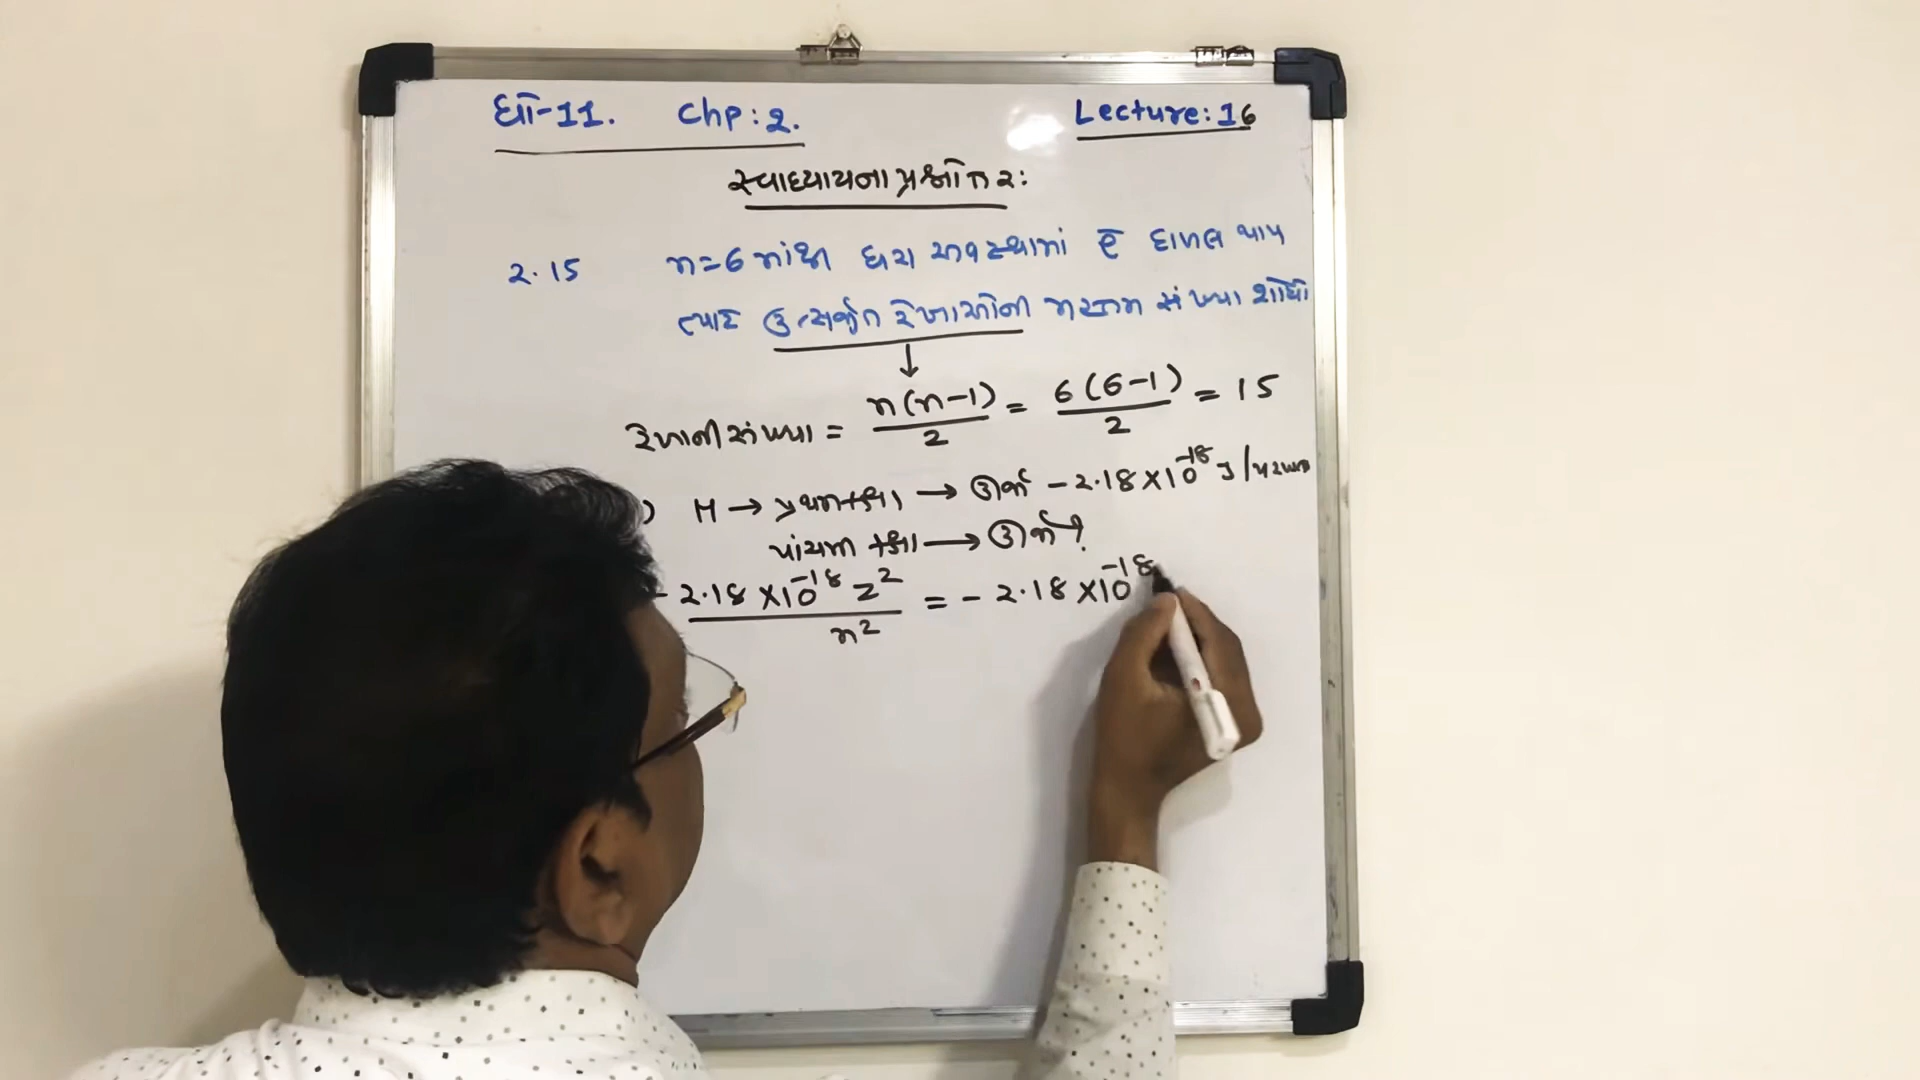 ધો-11. Chp: 2. Lecture: 16
સ્વાધ્યાયના પ્રશ્નોત્તર:
2.15 n=6 માંથી ધરા અવસ્થામાં e દાખલ થાય
ત્યારે ઉત્સર્જીત રેખાઓની મહત્તમ સંખ્યા શોધો
રેખાની સંખ્યા = n(n-1)/2 = 6(6-1)/2 = 15
) H → પ્રથમ કક્ષા → ઊર્જા -2.18×10^-18 J/પરમાણુ
પાંચમી કક્ષા → ઊર્જા?
- 2.18×10^-18 Z^2 / n^2 = - 2.18×10^-18